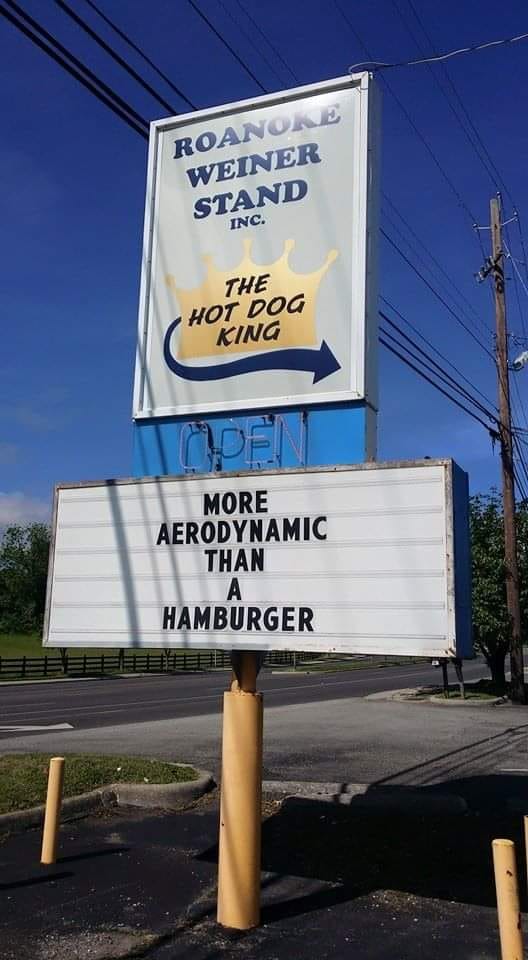 ROANOKE
WEINER
STAND
INC.
THE
HOT DOG
KING
OPEN
MORE
AERODYNAMIC
THAN
A
HAMBURGER